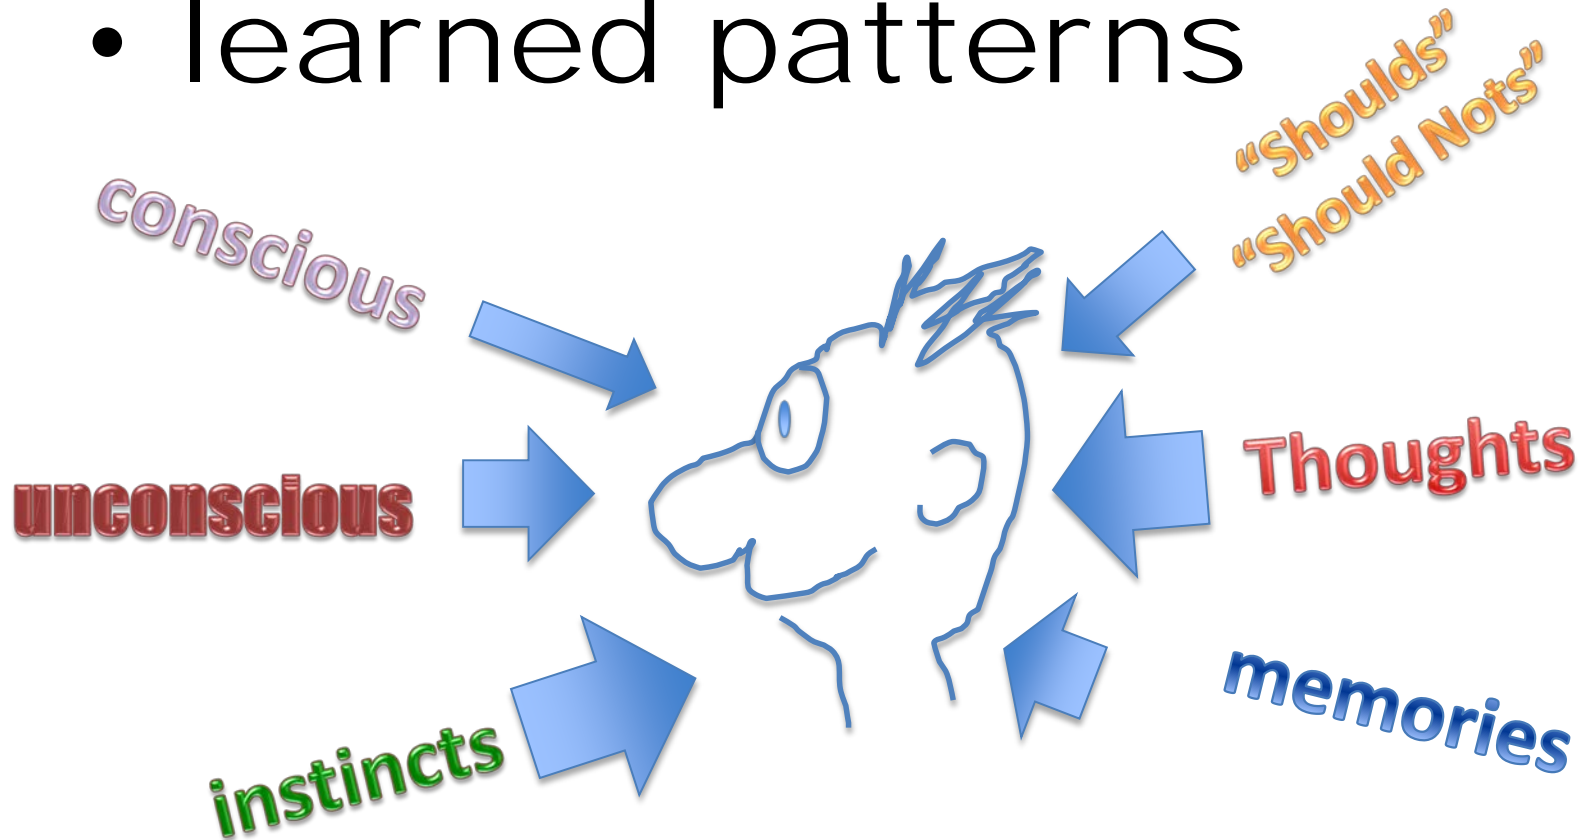 • learned patterns
“Shoulds”
“Should Nots”
conscious
Thoughts
unconscious
memories
instincts